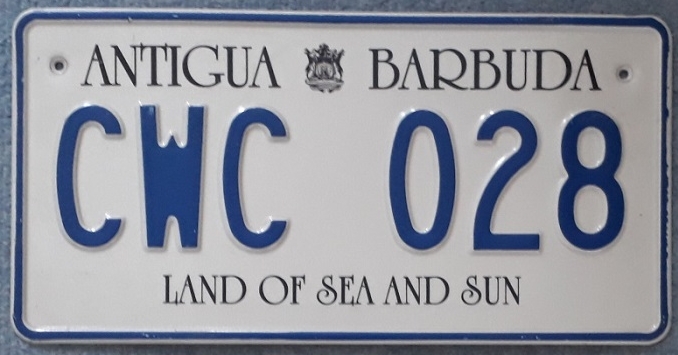 ANTIGUA BARBUDA
CWC 028
LAND OF SEA AND SUN